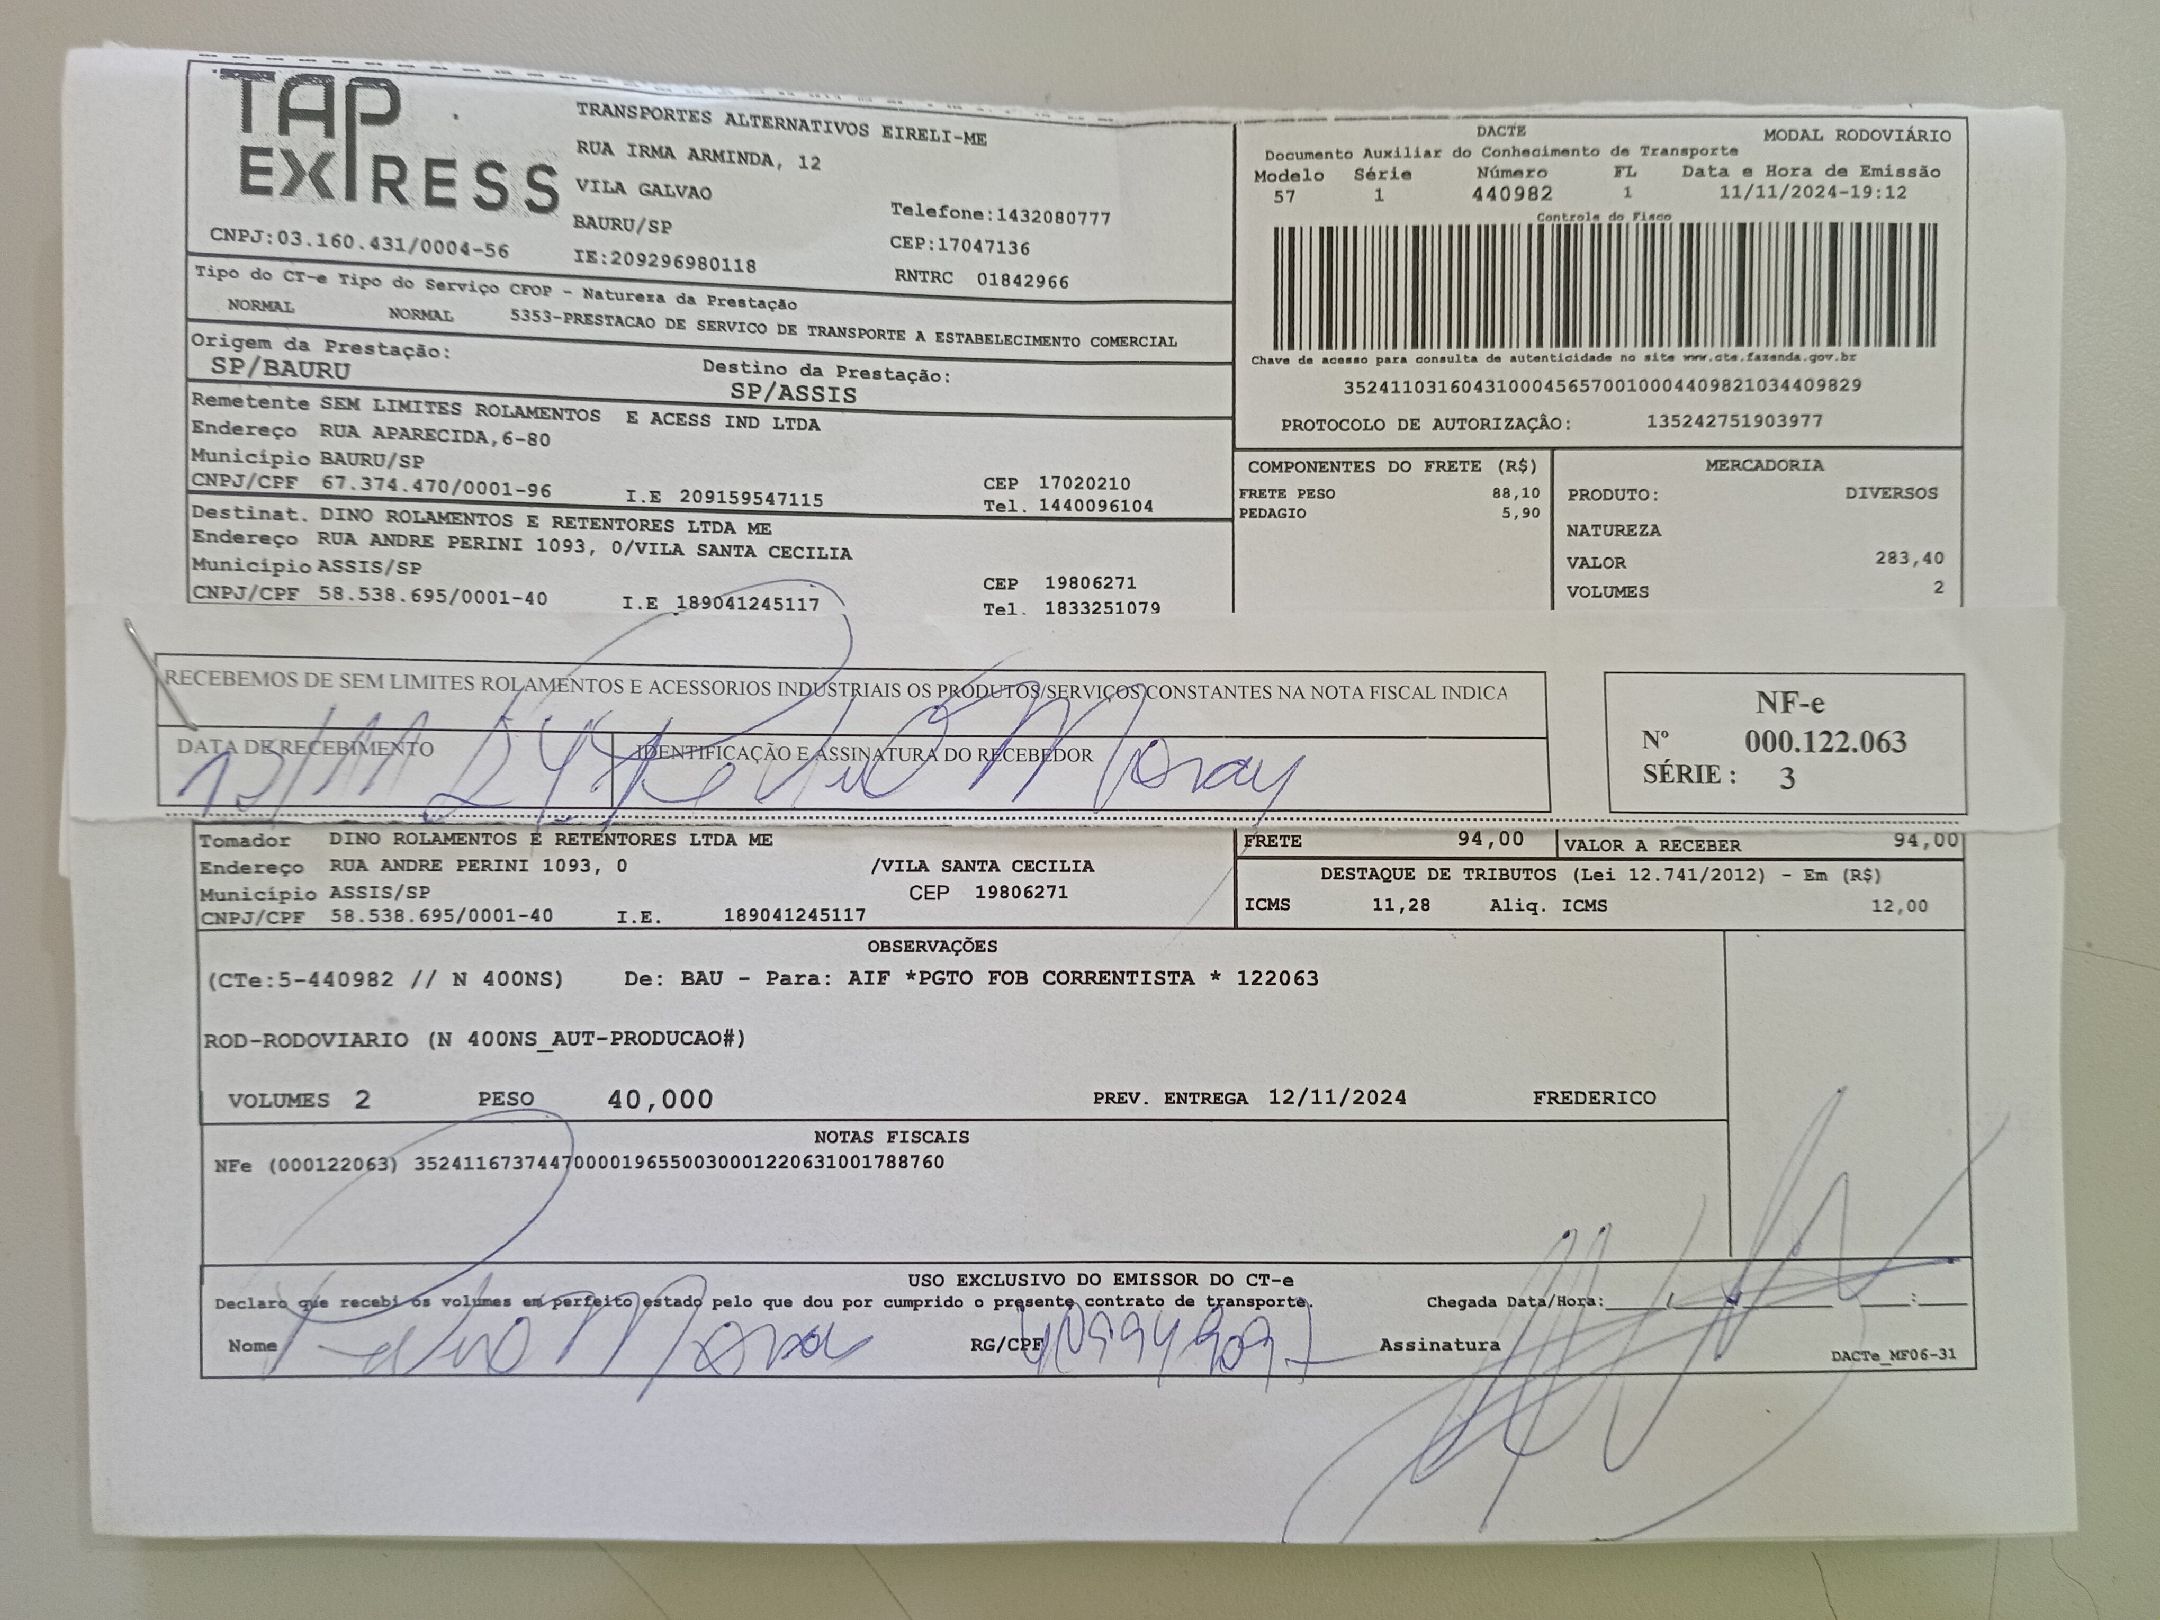 TAP EXPRESS
TRANSPORTES ALTERNATIVOS EIRELI-ME
RUA IRMA ARMINDA, 12
VILA GALVAO
BAURU/SP
Telefone:1432080777
CNPJ:03.160.431/0004-56
IE:209296980118
CEP:17047136
RNTRC 01842966
DACTE
MODAL RODOVIÁRIO
Documento Auxiliar do Conhecimento de Transporte
Modelo Série Número FL Data e Hora de Emissão
57 1 440982 1 11/11/2024-19:12
Controle do Fisco
Chave de acesso para consulta de autenticidade no site www.cte.fazenda.gov.br
35241103160431000456570010004409821034409829
PROTOCOLO DE AUTORIZAÇÂO: 135242751903977
Tipo do CT-e Tipo do Serviço CFOP - Natureza da Prestação
NORMAL NORMAL 5353-PRESTACAO DE SERVICO DE TRANSPORTE A ESTABELECIMENTO COMERCIAL
Origem da Prestação: Destino da Prestação:
SP/BAURU SP/ASSIS
Remetente SEM LIMITES ROLAMENTOS E ACESS IND LTDA
Endereço RUA APARECIDA,6-80
Município BAURU/SP CEP 17020210
CNPJ/CPF 67.374.470/0001-96 I.E 209159547115 Tel. 1440096104
Destinat. DINO ROLAMENTOS E RETENTORES LTDA ME
Endereço RUA ANDRE PERINI 1093, 0/VILA SANTA CECILIA
Município ASSIS/SP CEP 19806271
CNPJ/CPF 58.538.695/0001-40 I.E 189041245117 Tel. 1833251079
COMPONENTES DO FRETE (R$)
FRETE PESO 88,10
PEDAGIO 5,90
MERCADORIA
PRODUTO: DIVERSOS
NATUREZA
VALOR 283,40
VOLUMES 2
RECEBEMOS DE SEM LIMITES ROLAMENTOS E ACESSORIOS INDUSTRIAIS OS PRODUTOS/SERVIÇOS CONSTANTES NA NOTA FISCAL INDICA
DATA DE RECEBIMENTO IDENTIFICAÇÃO E ASSINATURA DO RECEBEDOR
NF-e
Nº 000.122.063
SÉRIE : 3
Tomador DINO ROLAMENTOS E RETENTORES LTDA ME
Endereço RUA ANDRE PERINI 1093, 0 /VILA SANTA CECILIA
Município ASSIS/SP CEP 19806271
CNPJ/CPF 58.538.695/0001-40 I.E. 189041245117
FRETE 94,00 VALOR A RECEBER 94,00
DESTAQUE DE TRIBUTOS (Lei 12.741/2012) - Em (R$)
ICMS 11,28 Aliq. ICMS 12,00
OBSERVAÇÕES
(CTe:5-440982 // N 400NS) De: BAU - Para: AIF *PGTO FOB CORRENTISTA * 122063
ROD-RODOVIARIO (N 400NS_AUT-PRODUCAO#)
VOLUMES 2 PESO 40,000 PREV. ENTREGA 12/11/2024 FREDERICO
NOTAS FISCAIS
NFe (000122063) 35241167374470000196550030001220631001788760
USO EXCLUSIVO DO EMISSOR DO CT-e
Declaro que recebi os volumes em perfeito estado pelo que dou por cumprido o presente contrato de transporte. Chegada Data/Hora:____/____ ____:____
Nome RG/CPF Assinatura
DACTe_MF06-31